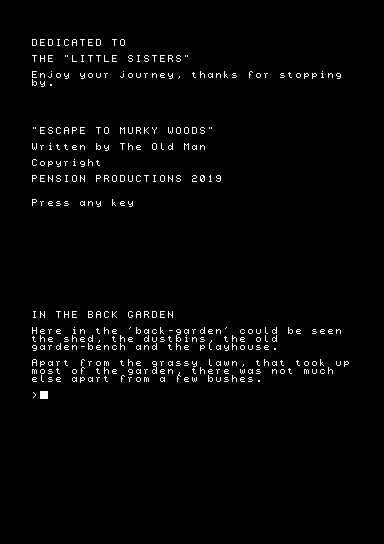 DEDICATED TO
THE "LITTLE SISTERS"
Enjoy your journey, thanks for stopping
by.
"ESCAPE TO MURKY WOODS"
Written by The Old Man
Copyright
PENSION PRODUCTIONS 2019
Press any key
IN THE BACK GARDEN
Here in the ´back-garden´ could be seen
the shed, the dustbins, the old
garden-bench and the playhouse.
Apart from the grassy lawn, that took up
most of the garden, there was not much
else apart from a few bushes.
>